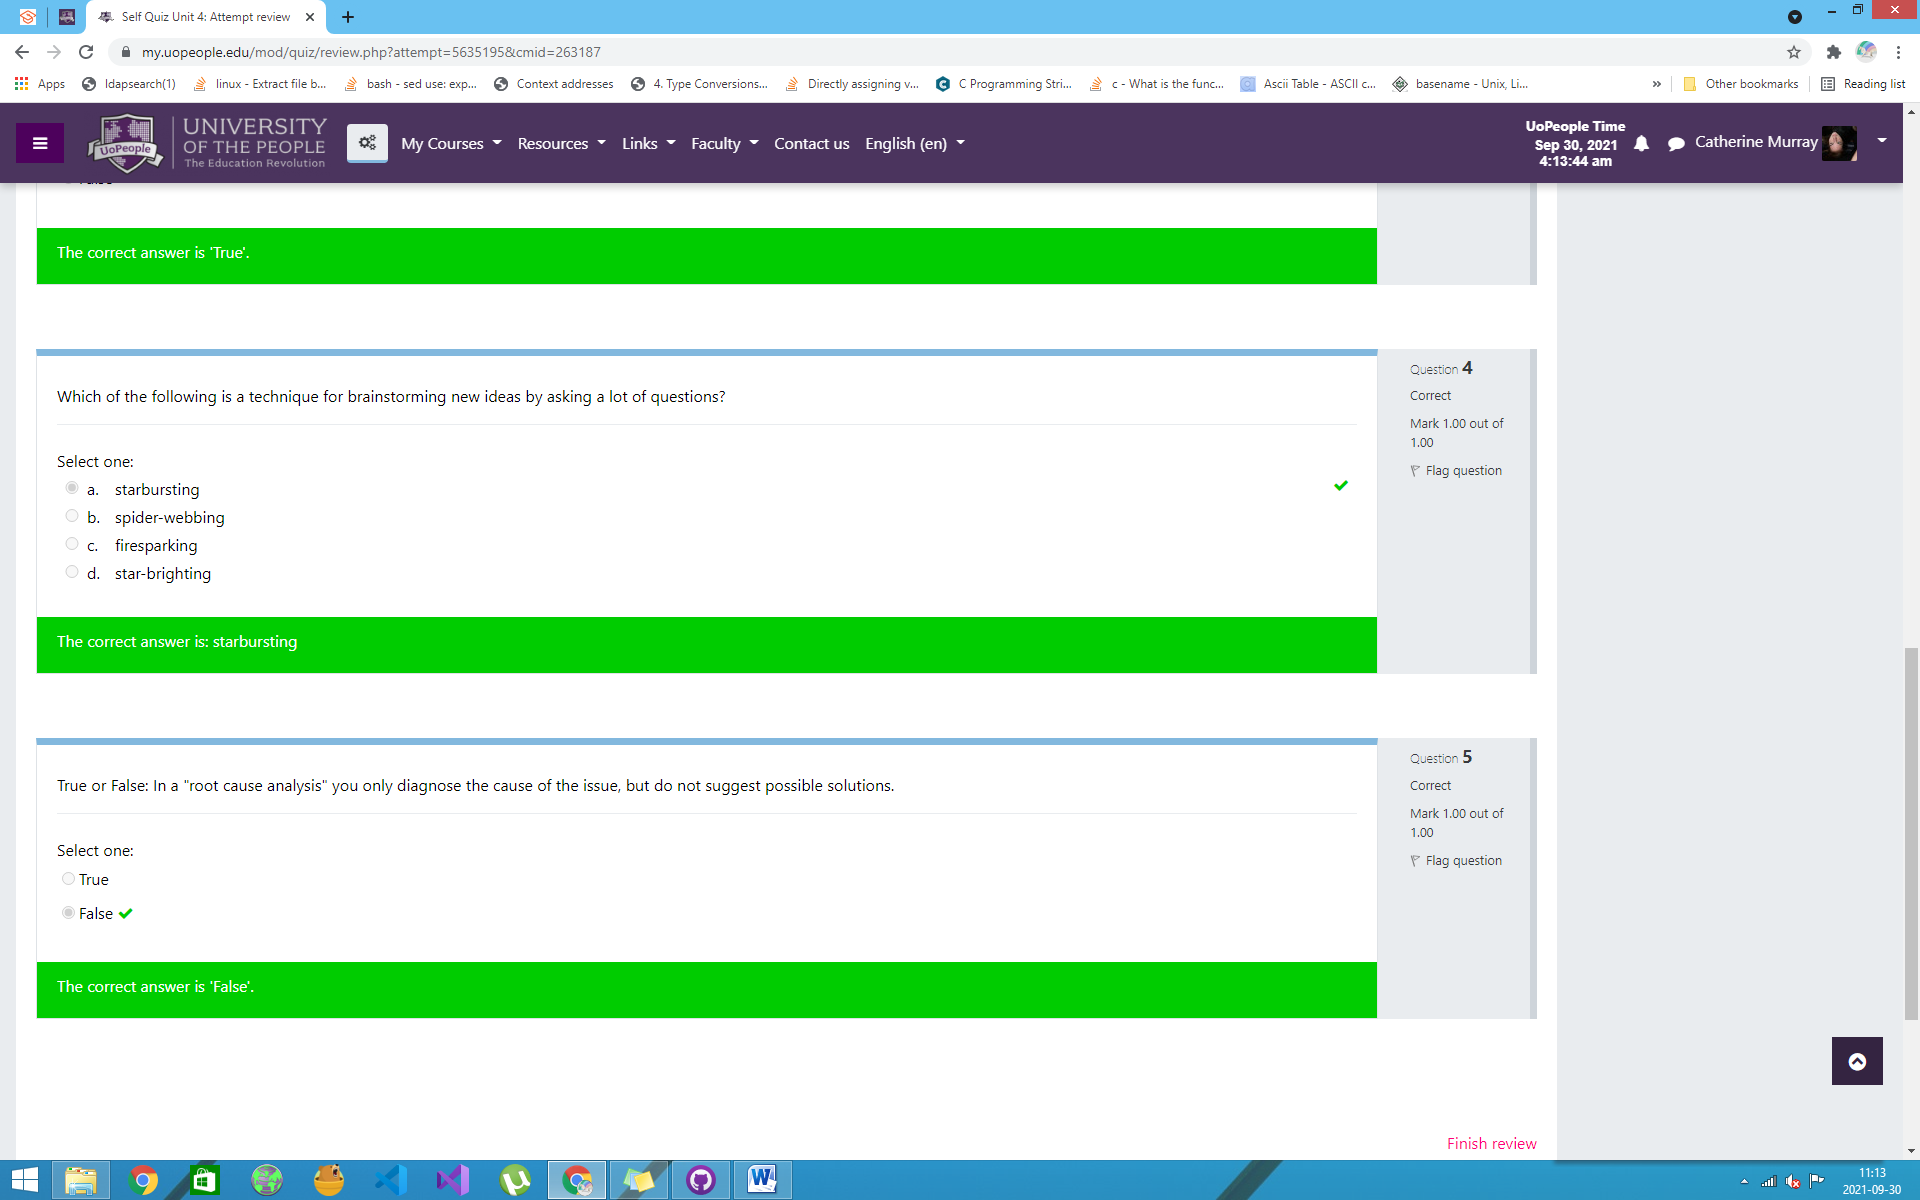 Self Quiz Unit 4: Attempt review
my.uopeople.edu/mod/quiz/review.php?attempt=5635195&cmid=263187
Apps ldapsearch(1) linux - Extract file b... bash - sed use: exp... Context addresses 4. Type Conversions... Directly assigning v... C Programming Stri... c - What is the func... Ascii Table - ASCII c... basename - Unix, Li... » Other bookmarks Reading list
UoPeople
UNIVERSITY
OF THE PEOPLE
The Education Revolution
My Courses Resources Links Faculty Contact us English (en)
UoPeople Time
Sep 30, 2021
4:13:44 am
Catherine Murray
The correct answer is 'True'.
Which of the following is a technique for brainstorming new ideas by asking a lot of questions?
Select one:
a. starbursting
b. spider-webbing
c. firesparking
d. star-brighting
The correct answer is: starbursting
Question 4
Correct
Mark 1.00 out of
1.00
Flag question
True or False: In a "root cause analysis" you only diagnose the cause of the issue, but do not suggest possible solutions.
Select one:
True
False
The correct answer is 'False'.
Question 5
Correct
Mark 1.00 out of
1.00
Flag question
Finish review
11:13
2021-09-30